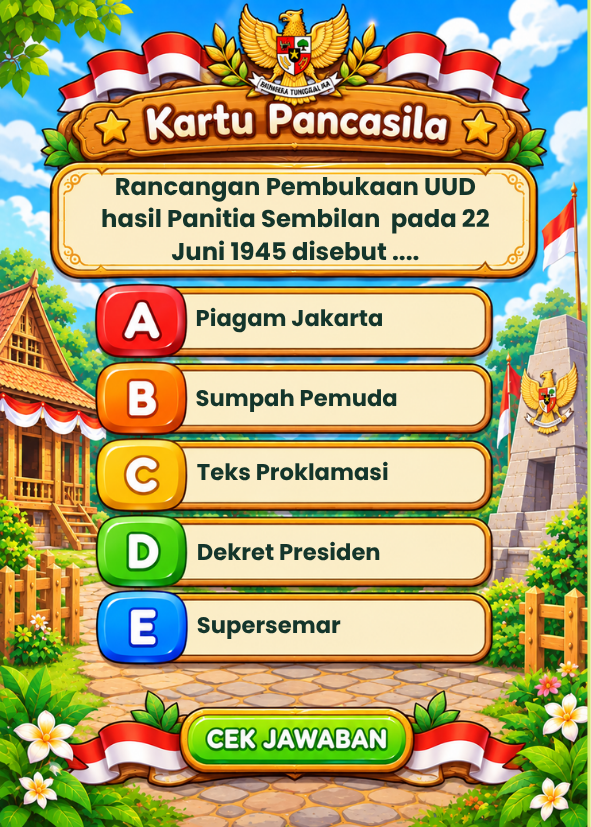 BHINNEKA TUNGGAL IKA
Kartu Pancasila
Rancangan Pembukaan UUD
hasil Panitia Sembilan pada 22
Juni 1945 disebut ....
A Piagam Jakarta
B Sumpah Pemuda
C Teks Proklamasi
D Dekret Presiden
E Supersemar
CEK JAWABAN